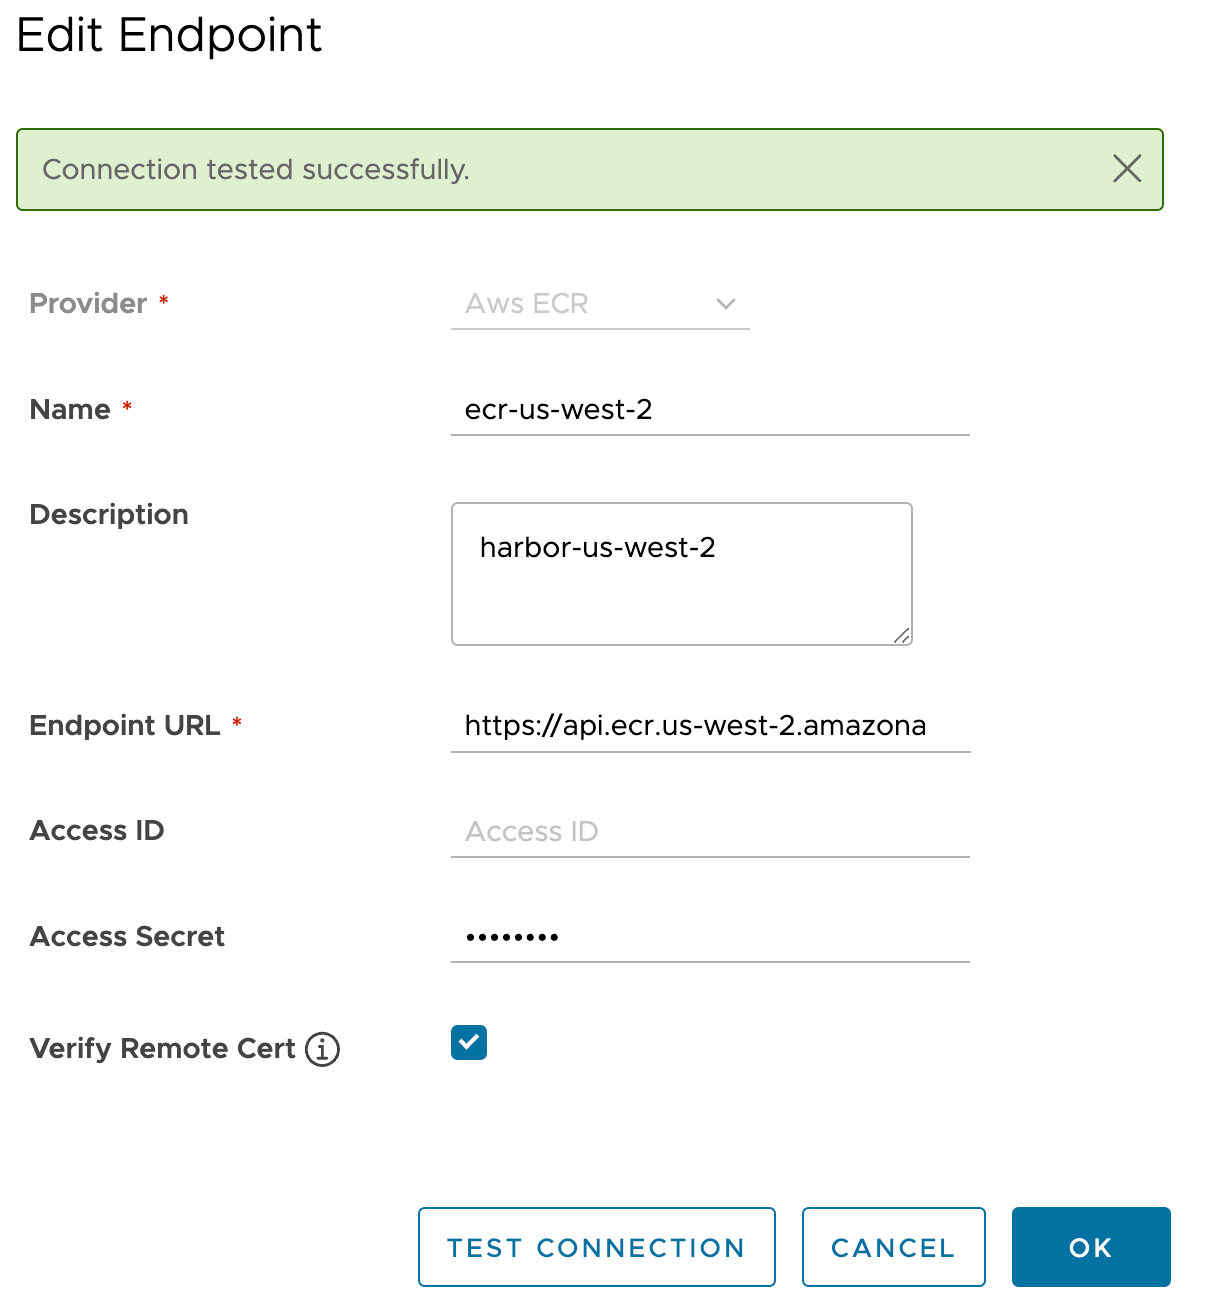 Edit Endpoint
Connection tested successfully.
Provider * Aws ECR
Name * ecr-us-west-2
Description harbor-us-west-2
Endpoint URL * https://api.ecr.us-west-2.amazona
Access ID Access ID
Access Secret ••••••••
Verify Remote Cert
TEST CONNECTION CANCEL OK